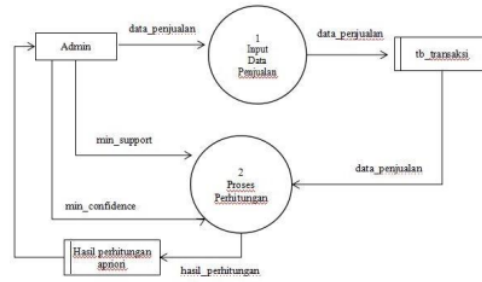 data_penjualan
Admin
1
Input
Data
Penjualan
data_penjualan
tb_transaksi
min_support
data_penjualan
2
Proses
Perhitungan
min_confidence
Hasil perhitungan
apriori
hasil_perhitungan